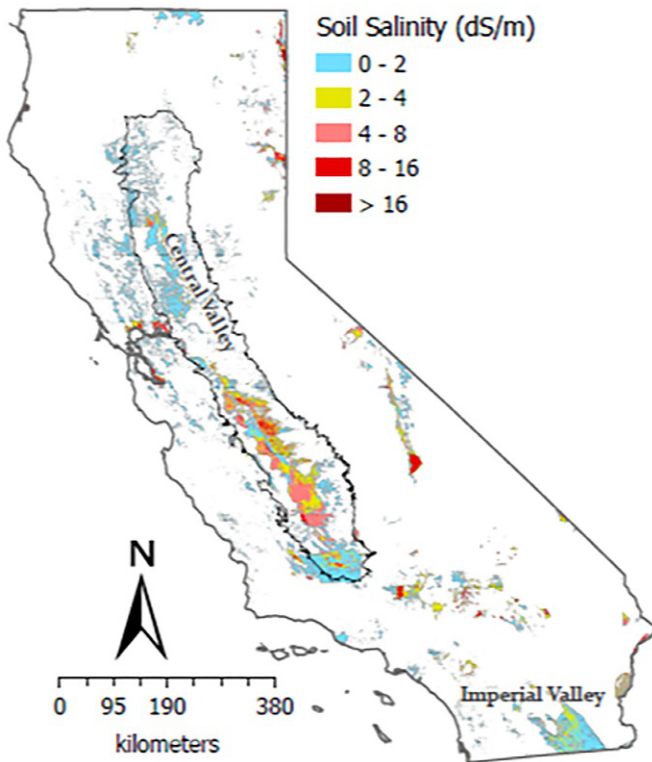 Soil Salinity (dS/m)
0 - 2
2 - 4
4 - 8
8 - 16
> 16
Central Valley
N
0 95 190 380
kilometers
Imperial Valley